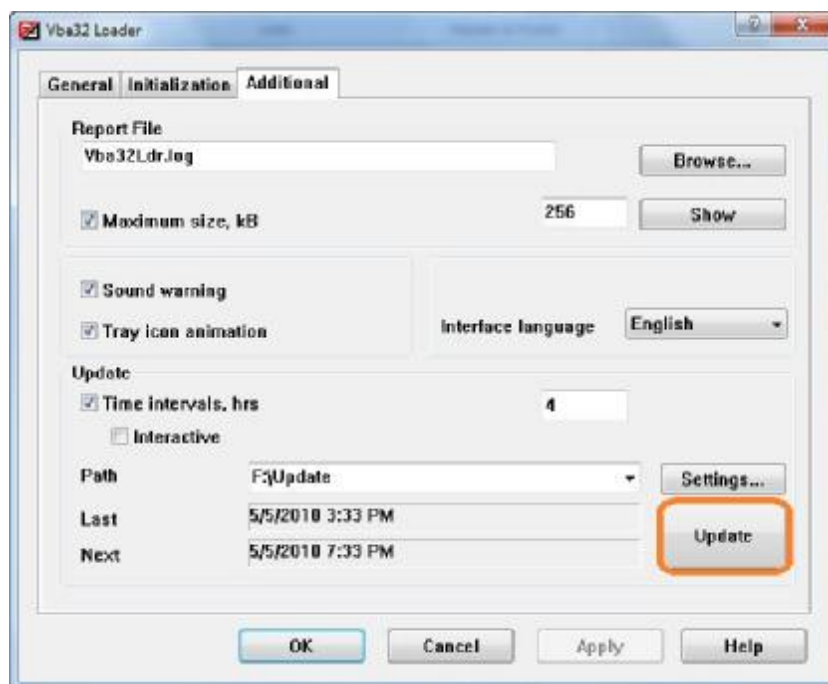 Vba32 Loader
General Initialization Additional
Report File
Vba32Ldr.log Browse...
Maximum size, kB 256 Show
Sound warning
Tray icon animation Interface language English
Update
Time intervals, hrs 4
Interactive
Path F:\Update Settings...
Last 5/5/2010 3:33 PM Update
Next 5/5/2010 7:33 PM
OK Cancel Apply Help